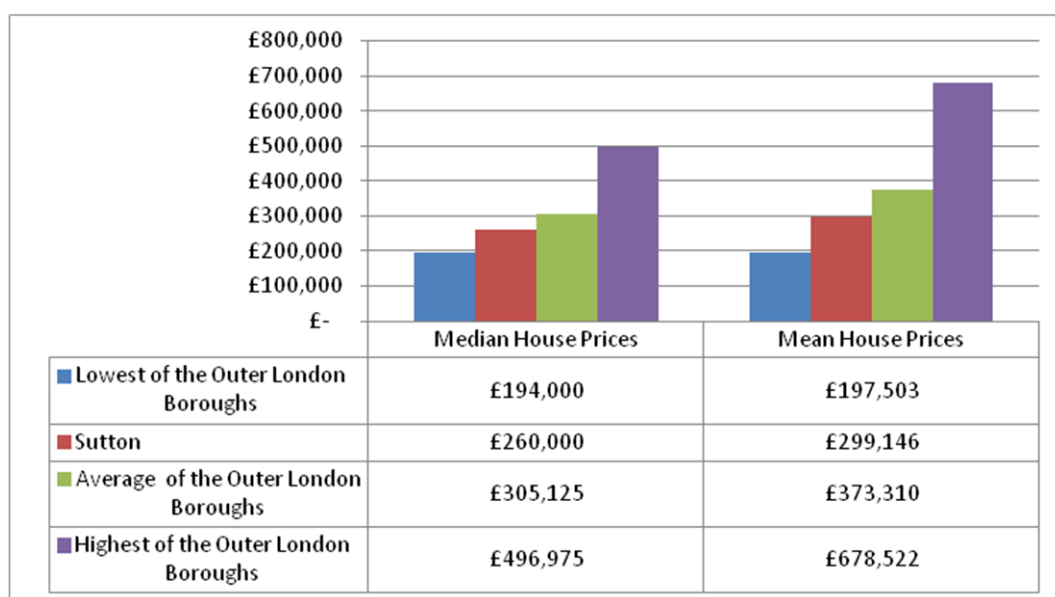 £800,000
£700,000
£600,000
£500,000
£400,000
£300,000
£200,000
£100,000
£-
Median House Prices Mean House Prices
Lowest of the Outer London
Boroughs
£194,000 £197,503
Sutton £260,000 £299,146
Average of the Outer London
Boroughs
£305,125 £373,310
Highest of the Outer London
Boroughs
£496,975 £678,522